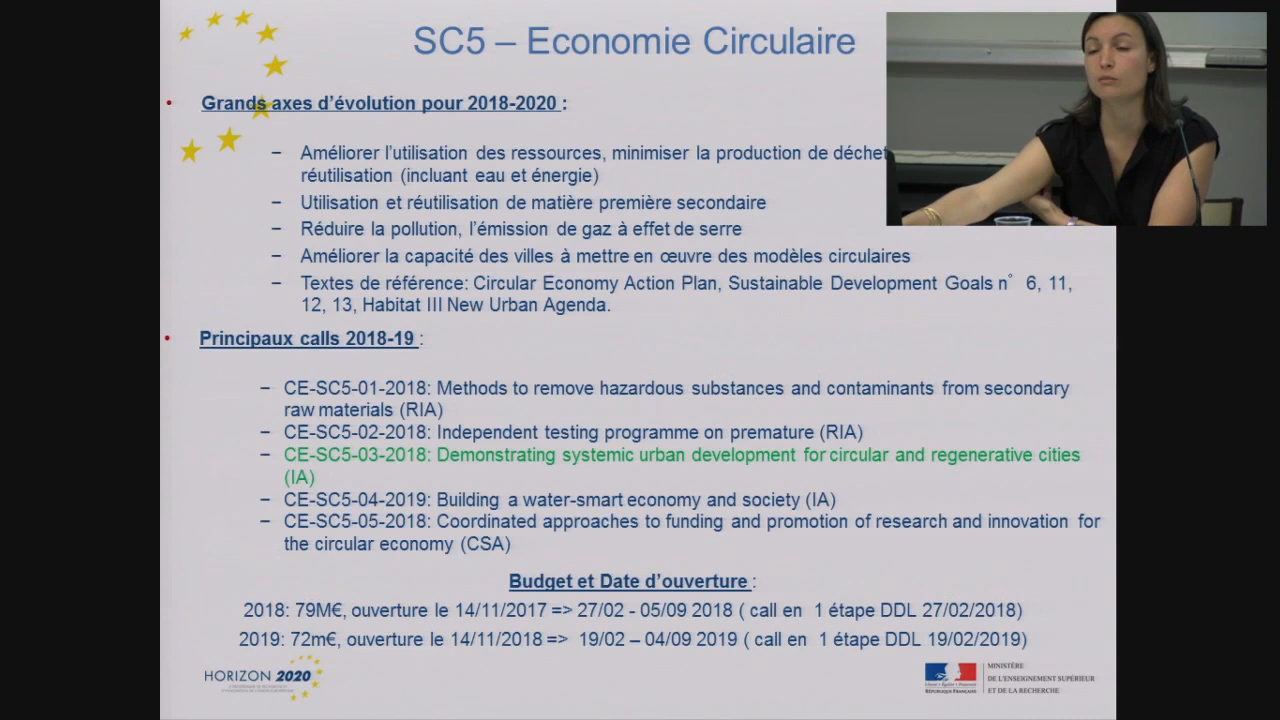 SC5 – Economie Circulaire
• Grands axes d'évolution pour 2018-2020 :
– Améliorer l'utilisation des ressources, minimiser la production de déchet
réutilisation (incluant eau et énergie)
– Utilisation et réutilisation de matière première secondaire
– Réduire la pollution, l'émission de gaz à effet de serre
– Améliorer la capacité des villes à mettre en œuvre des modèles circulaires
– Textes de référence: Circular Economy Action Plan, Sustainable Development Goals n° 6, 11,
12, 13, Habitat III New Urban Agenda.
• Principaux calls 2018-19 :
– CE-SC5-01-2018: Methods to remove hazardous substances and contaminants from secondary
raw materials (RIA)
– CE-SC5-02-2018: Independent testing programme on premature (RIA)
– CE-SC5-03-2018: Demonstrating systemic urban development for circular and regenerative cities
(IA)
– CE-SC5-04-2019: Building a water-smart economy and society (IA)
– CE-SC5-05-2018: Coordinated approaches to funding and promotion of research and innovation for
the circular economy (CSA)
Budget et Date d'ouverture :
2018: 79M€, ouverture le 14/11/2017 => 27/02 - 05/09 2018 ( call en 1 étape DDL 27/02/2018)
2019: 72m€, ouverture le 14/11/2018 => 19/02 – 04/09 2019 ( call en 1 étape DDL 19/02/2019)
HORIZON 2020
RÉPUBLIQUE FRANÇAISE
MINISTÈRE
DE L'ENSEIGNEMENT SUPÉRIEUR
ET DE LA RECHERCHE